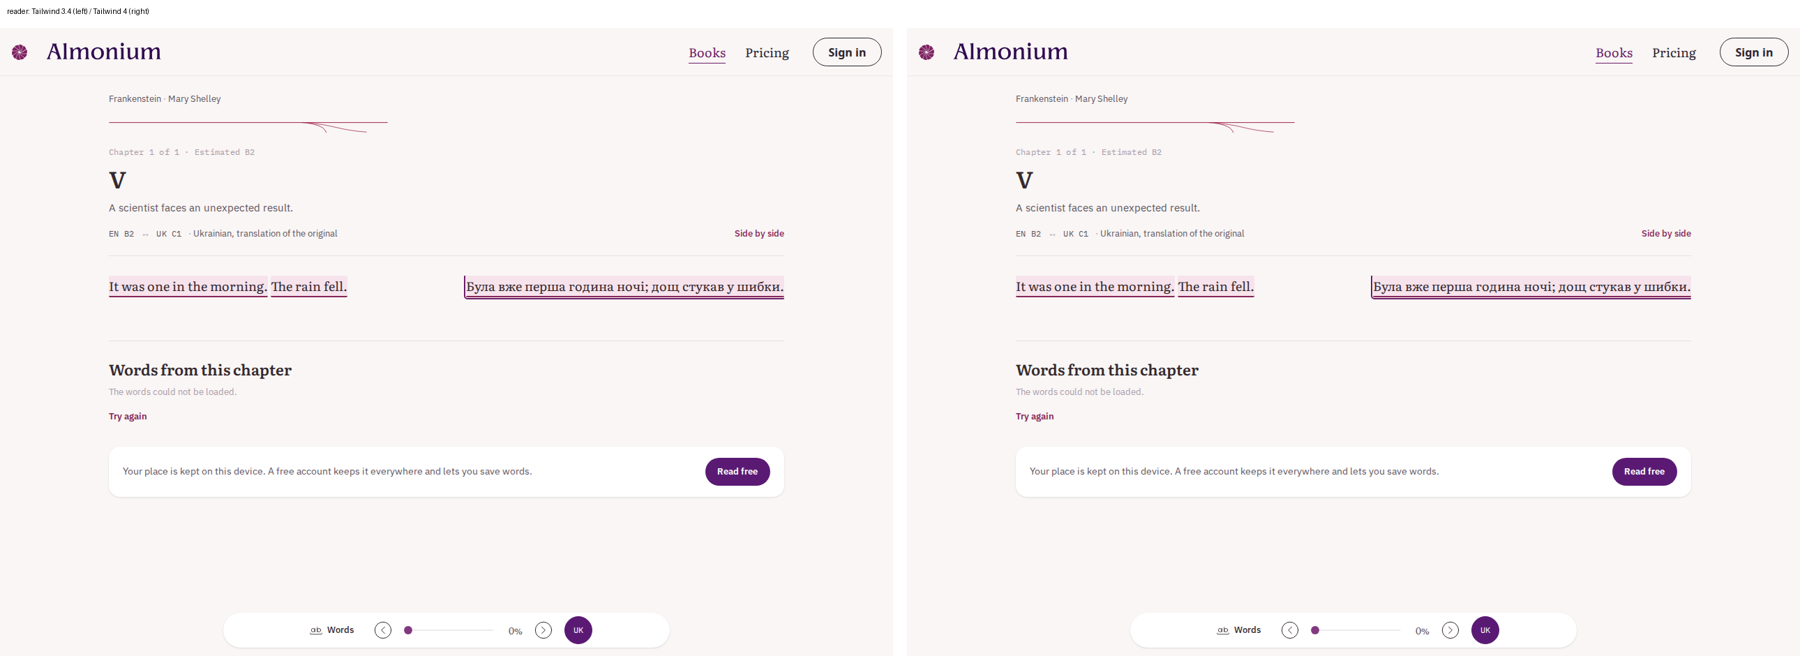 reader: Tailwind 3.4 (left) / Tailwind 4 (right)
Almonium
Books Pricing Sign in
Frankenstein · Mary Shelley
Chapter 1 of 1 · Estimated B2
V
A scientist faces an unexpected result.
EN B2 ↔ UK C1 · Ukrainian, translation of the original Side by side
It was one in the morning. The rain fell. Була вже перша година ночі; дощ стукав у шибки.
Words from this chapter
The words could not be loaded.
Try again
Your place is kept on this device. A free account keeps it everywhere and lets you save words. Read free
ab Words 0% UK
Almonium
Books Pricing Sign in
Frankenstein · Mary Shelley
Chapter 1 of 1 · Estimated B2
V
A scientist faces an unexpected result.
EN B2 ↔ UK C1 · Ukrainian, translation of the original Side by side
It was one in the morning. The rain fell. Була вже перша година ночі; дощ стукав у шибки.
Words from this chapter
The words could not be loaded.
Try again
Your place is kept on this device. A free account keeps it everywhere and lets you save words. Read free
ab Words 0% UK